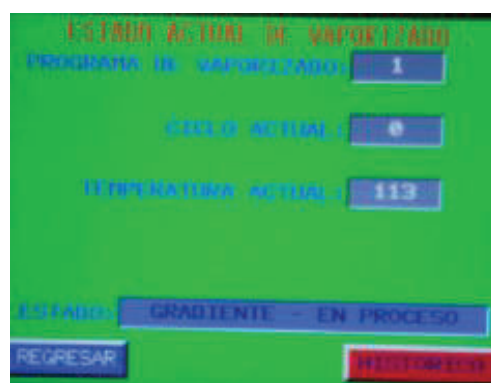 ESTADO ACTUAL DE VAPORIZADO
PROGRAMA DE VAPORIZADO: 1
CICLO ACTUAL: 0
TEMPERATURA ACTUAL: 113
ESTADO: GRADIENTE - EN PROCESO
REGRESAR HISTORICO